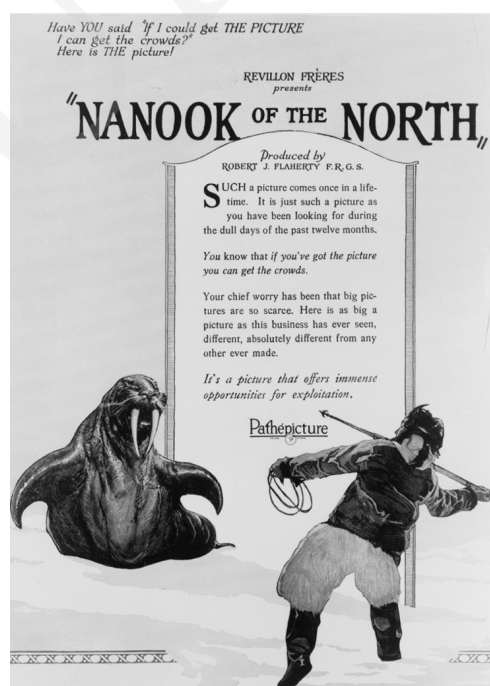 Have YOU said "If I could get THE PICTURE
I can get the crowds?"
Here is THE picture!
REVILLON FRÈRES
presents
"NANOOK OF THE NORTH"
Produced by
ROBERT J. FLAHERTY F.R.G.S.
SUCH a picture comes once in a life-
time. It is just such a picture as
you have been looking for during
the dull days of the past twelve months.
You know that if you've got the picture
you can get the crowds.
Your chief worry has been that big pic-
tures are so scarce. Here is as big a
picture as this business has ever seen,
different, absolutely different from any
other ever made.
It's a picture that offers immense
opportunities for exploitation.
Pathépicture